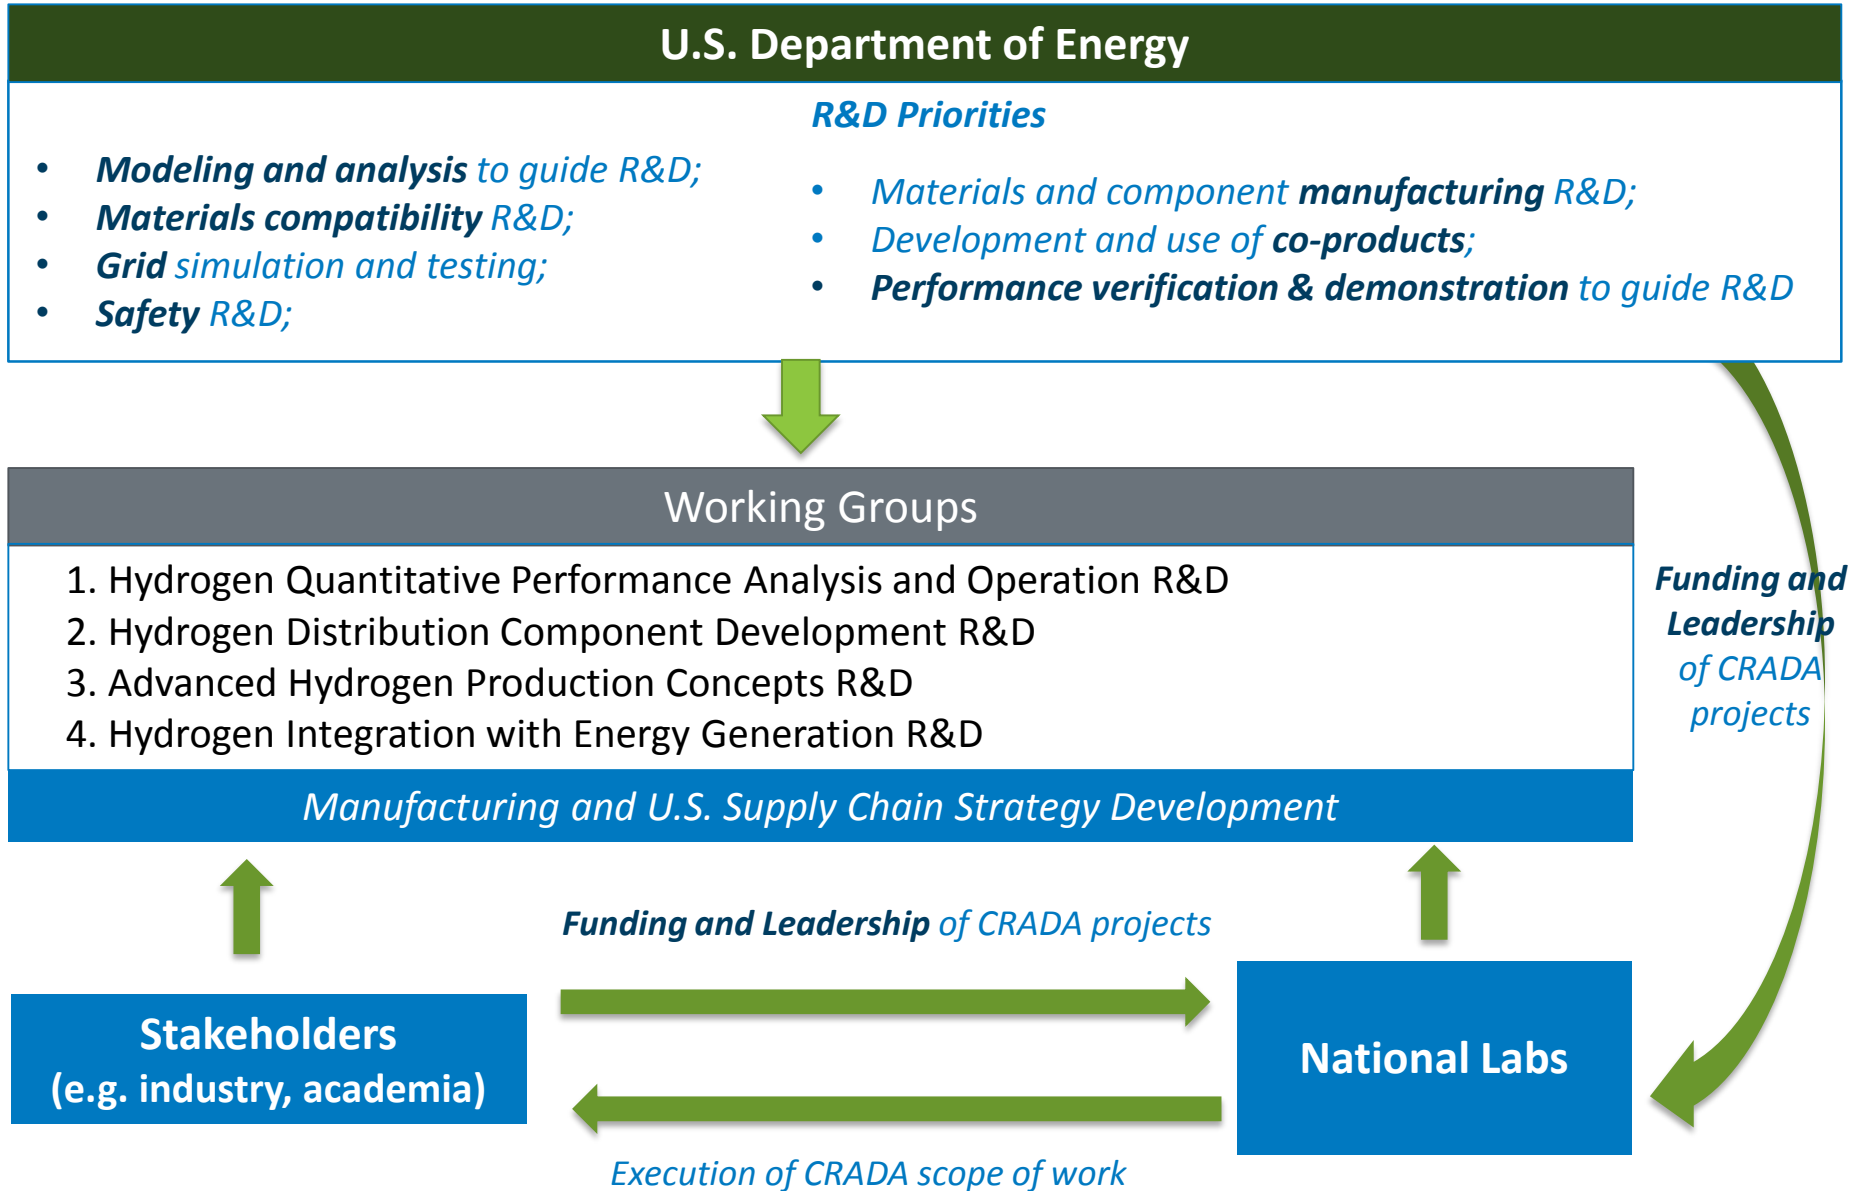 U.S. Department of Energy
R&D Priorities
• Modeling and analysis to guide R&D;
• Materials compatibility R&D;
• Grid simulation and testing;
• Safety R&D;
• Materials and component manufacturing R&D;
• Development and use of co-products;
• Performance verification & demonstration to guide R&D
Working Groups
1. Hydrogen Quantitative Performance Analysis and Operation R&D
2. Hydrogen Distribution Component Development R&D
3. Advanced Hydrogen Production Concepts R&D
4. Hydrogen Integration with Energy Generation R&D
Manufacturing and U.S. Supply Chain Strategy Development
Funding and
Leadership
of CRADA
projects
Funding and Leadership of CRADA projects
Stakeholders
(e.g. industry, academia)
National Labs
Execution of CRADA scope of work